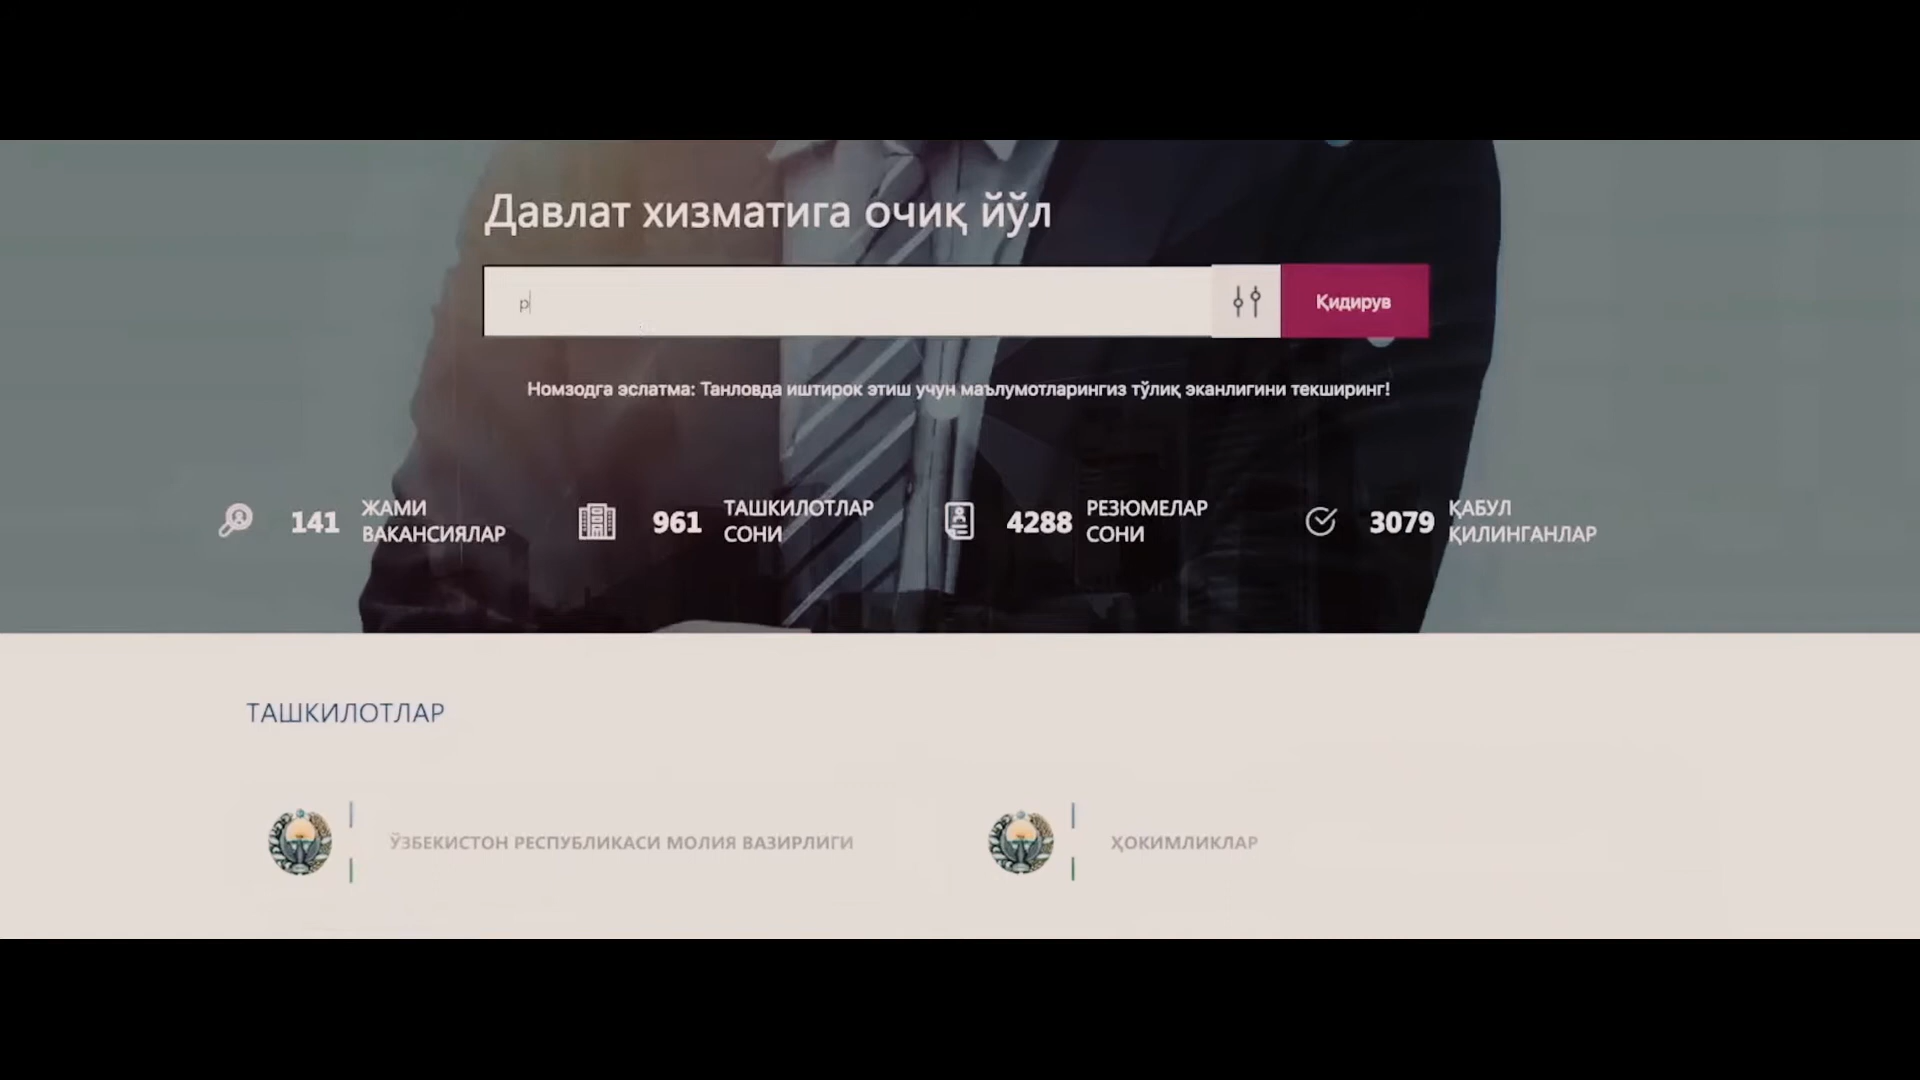 Давлат хизматига очиқ йўл
р
Қидирув
Номзодга эслатма: Танловда иштирок этиш учун маълумотларингиз тўлиқ эканлигини текширинг!
141 ЖАМИ
ВАКАНСИЯЛАР
961 ТАШКИЛОТЛАР
СОНИ
4288 РЕЗЮМЕЛАР
СОНИ
3079 ҚАБУЛ
ҚИЛИНГАНЛАР
ТАШКИЛОТЛАР
ЎЗБЕКИСТОН РЕСПУБЛИКАСИ МОЛИЯ ВАЗИРЛИГИ
ҲОКИМЛИКЛАР